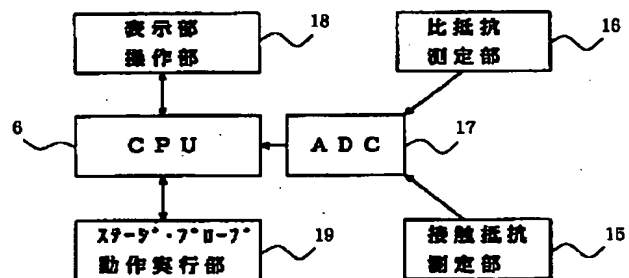 表示部
操作部
18
比抵抗
測定部
16
6
CPU
ADC
17
ステージ・プローブ
動作実行部
19
接触抵抗
測定部
15